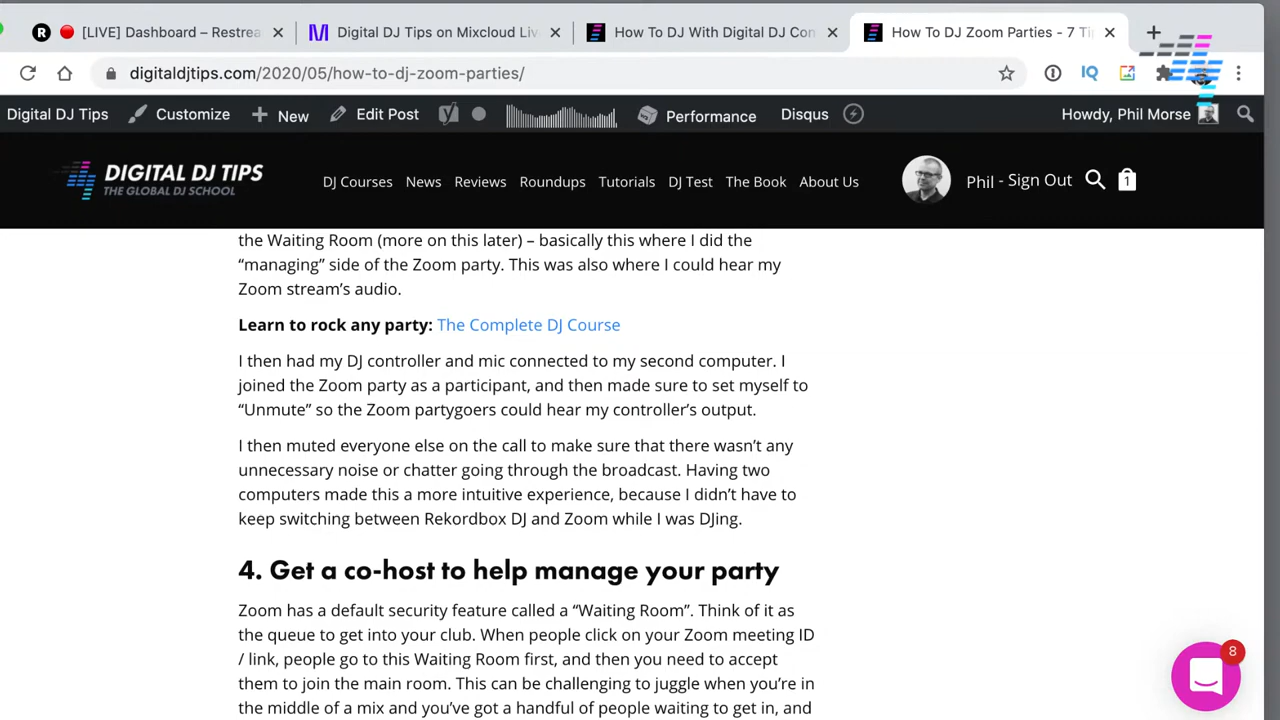 [LIVE] Dashboard – Restrea
Digital DJ Tips on Mixcloud Liv
How To DJ With Digital DJ Con
How To DJ Zoom Parties - 7 Ti
digitaldjtips.com/2020/05/how-to-dj-zoom-parties/
Digital DJ Tips Customize New Edit Post Performance Disqus Howdy, Phil Morse
DIGITAL DJ TIPS
THE GLOBAL DJ SCHOOL
DJ Courses News Reviews Roundups Tutorials DJ Test The Book About Us
Phil - Sign Out 1
the Waiting Room (more on this later) – basically this where I did the
“managing” side of the Zoom party. This was also where I could hear my
Zoom stream’s audio.
Learn to rock any party: The Complete DJ Course
I then had my DJ controller and mic connected to my second computer. I
joined the Zoom party as a participant, and then made sure to set myself to
“Unmute” so the Zoom partygoers could hear my controller’s output.
I then muted everyone else on the call to make sure that there wasn’t any
unnecessary noise or chatter going through the broadcast. Having two
computers made this a more intuitive experience, because I didn’t have to
keep switching between Rekordbox DJ and Zoom while I was DJing.
4. Get a co-host to help manage your party
Zoom has a default security feature called a “Waiting Room”. Think of it as
the queue to get into your club. When people click on your Zoom meeting ID
/ link, people go to this Waiting Room first, and then you need to accept
them to join the main room. This can be challenging to juggle when you’re in
the middle of a mix and you’ve got a handful of people waiting to get in, and
8